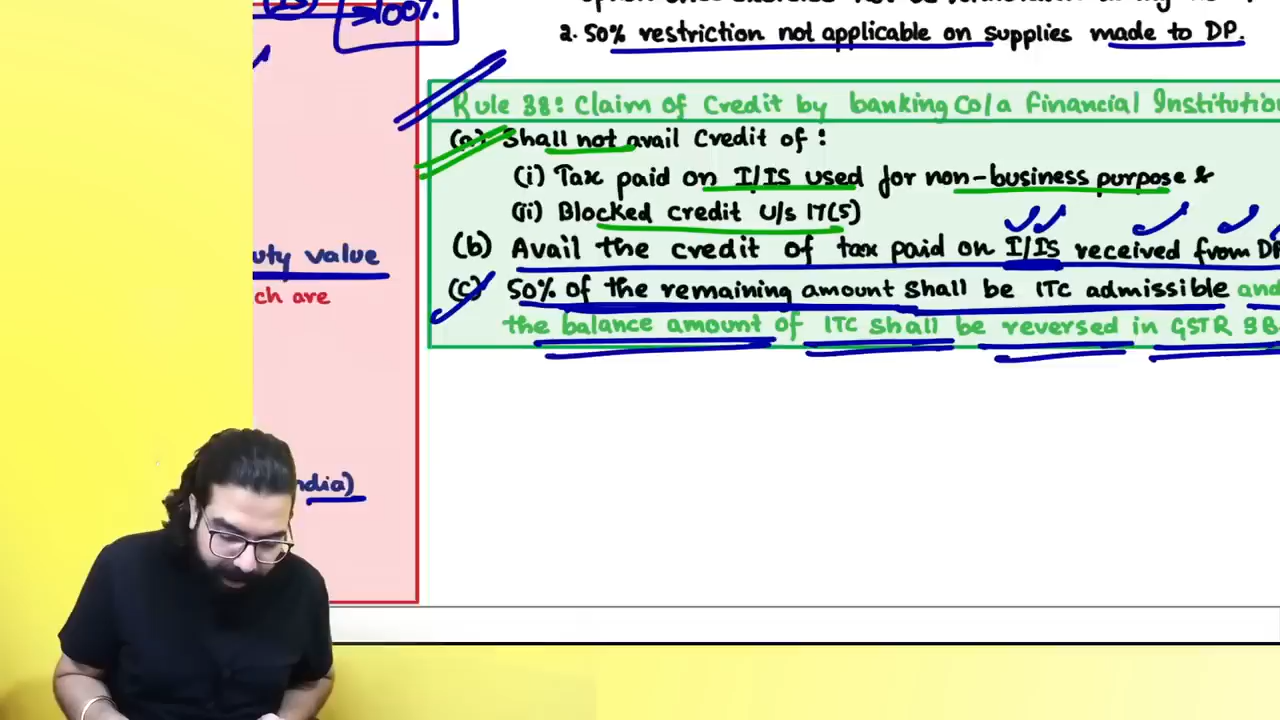 >100%.
2. 50% restriction not applicable on supplies made to DP.
Rule 38: Claim of Credit by banking Co/a Financial Institution
(a) Shall not avail Credit of :
(i) Tax paid on I/IS used for non-business purpose &
(ii) Blocked credit U/s 17(5)
(b) Avail the credit of tax paid on I/IS received from DP
(c) 50% of the remaining amount shall be ITC admissible and
the balance amount of ITC shall be reversed in GSTR 3B
uty value
ch are
ndia)